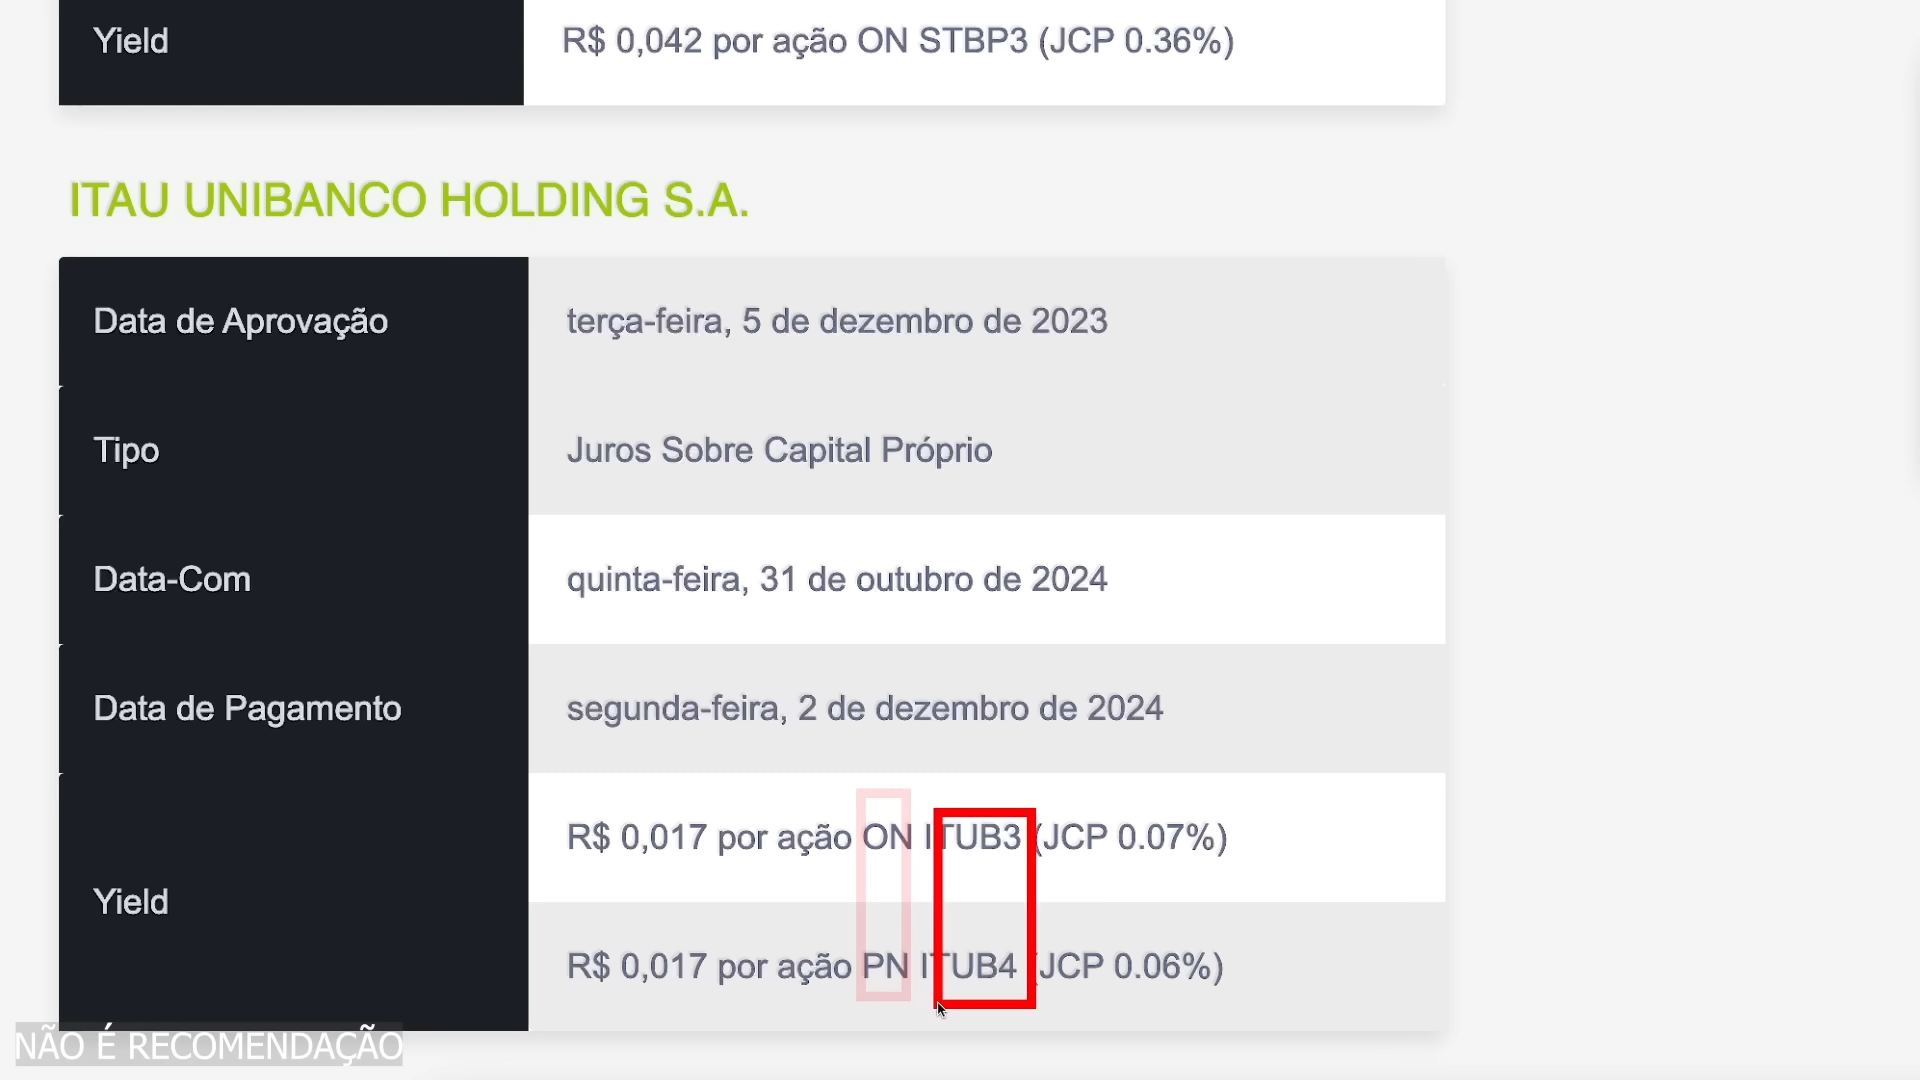 Yield
R$ 0,042 por ação ON STBP3 (JCP 0.36%)
ITAU UNIBANCO HOLDING S.A.
Data de Aprovação
terça-feira, 5 de dezembro de 2023
Tipo
Juros Sobre Capital Próprio
Data-Com
quinta-feira, 31 de outubro de 2024
Data de Pagamento
segunda-feira, 2 de dezembro de 2024
Yield
R$ 0,017 por ação ON ITUB3 (JCP 0.07%)
R$ 0,017 por ação PN ITUB4 (JCP 0.06%)
NÃO É RECOMENDAÇÃO